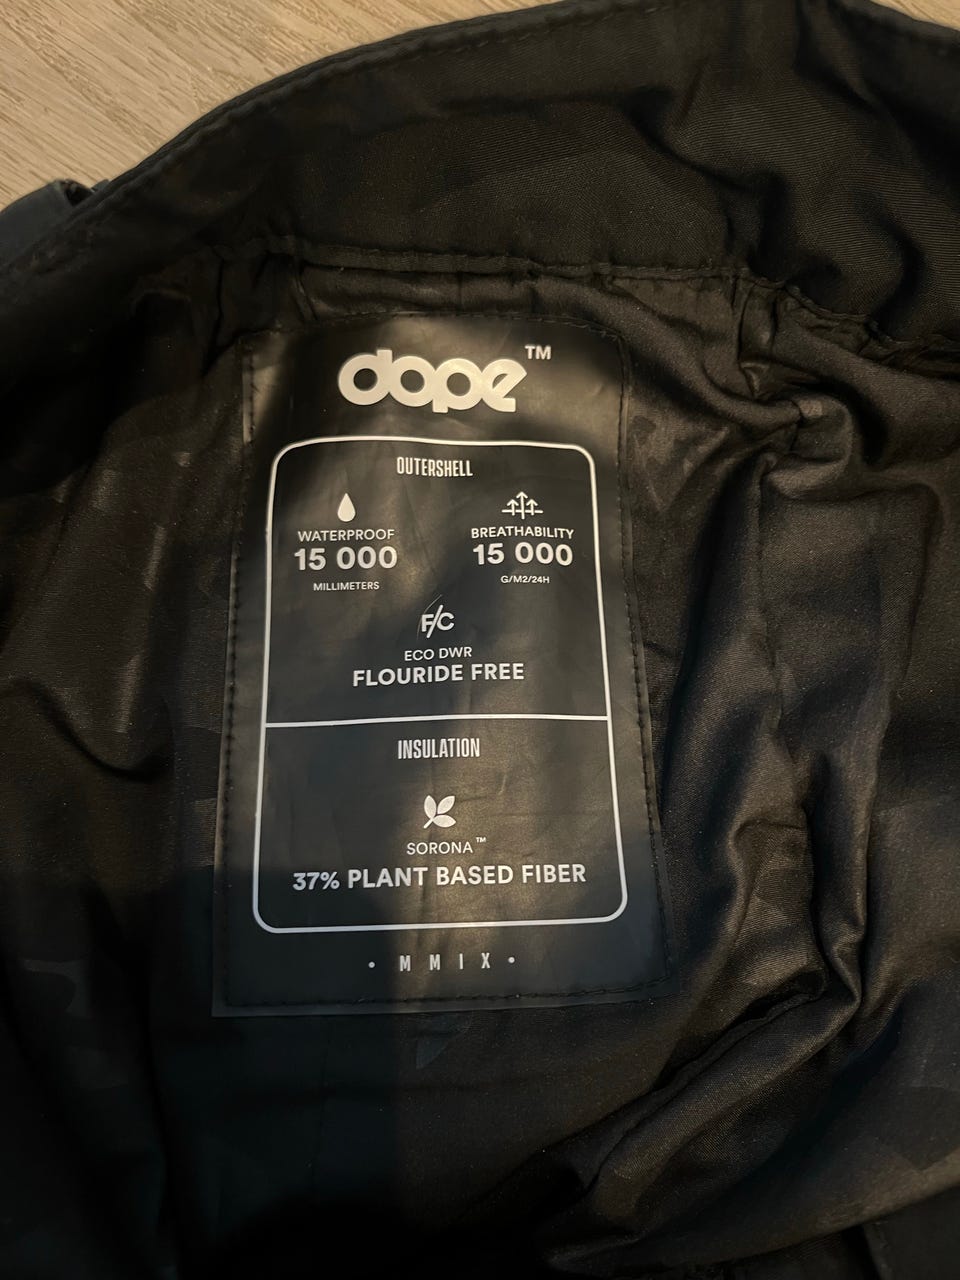 dope™
OUTERSHELL
WATERPROOF
15 000
MILLIMETERS
BREATHABILITY
15 000
G/M2/24H
F/C
ECO DWR
FLOURIDE FREE
INSULATION
SORONA™
37% PLANT BASED FIBER
• M M I X •